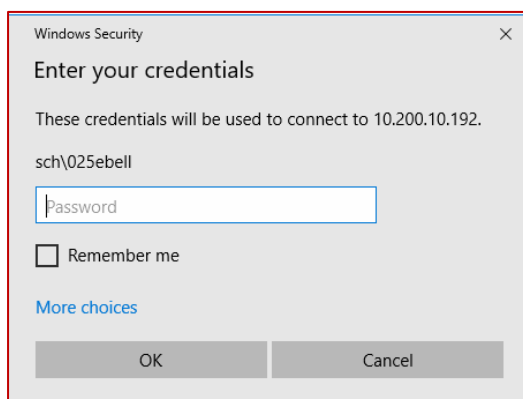 Windows Security
Enter your credentials
These credentials will be used to connect to 10.200.10.192.
sch\025ebell
Password
Remember me
More choices
OK
Cancel